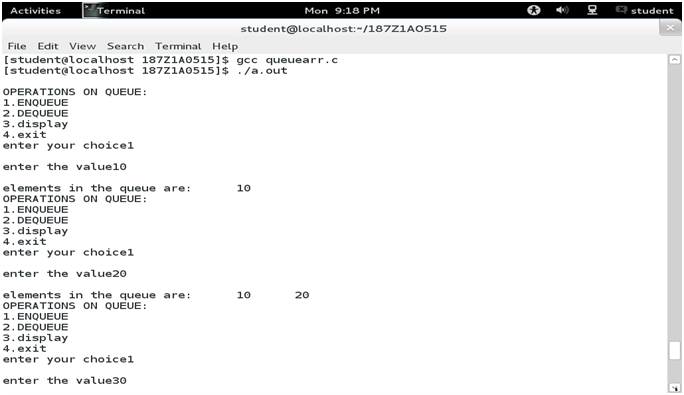 Activities Terminal Mon 9:18 PM student
student@localhost:~/187Z1AO515
File Edit View Search Terminal Help
[student@localhost 187Z1A0515]$ gcc queuearr.c
[student@localhost 187Z1A0515]$ ./a.out
OPERATIONS ON QUEUE:
1.ENQUEUE
2.DEQUEUE
3.display
4.exit
enter your choice1
enter the value10
elements in the queue are: 10
OPERATIONS ON QUEUE:
1.ENQUEUE
2.DEQUEUE
3.display
4.exit
enter your choice1
enter the value20
elements in the queue are: 10 20
OPERATIONS ON QUEUE:
1.ENQUEUE
2.DEQUEUE
3.display
4.exit
enter your choice1
enter the value30